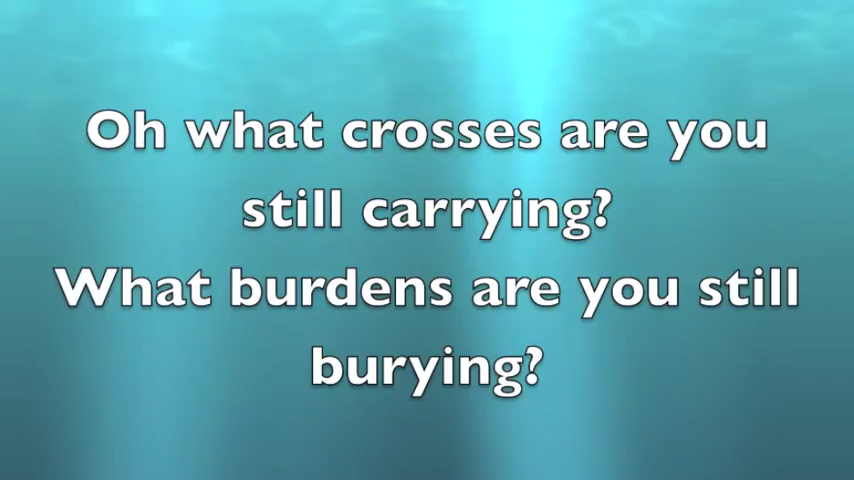 Oh what crosses are you
still carrying?
What burdens are you still
burying?